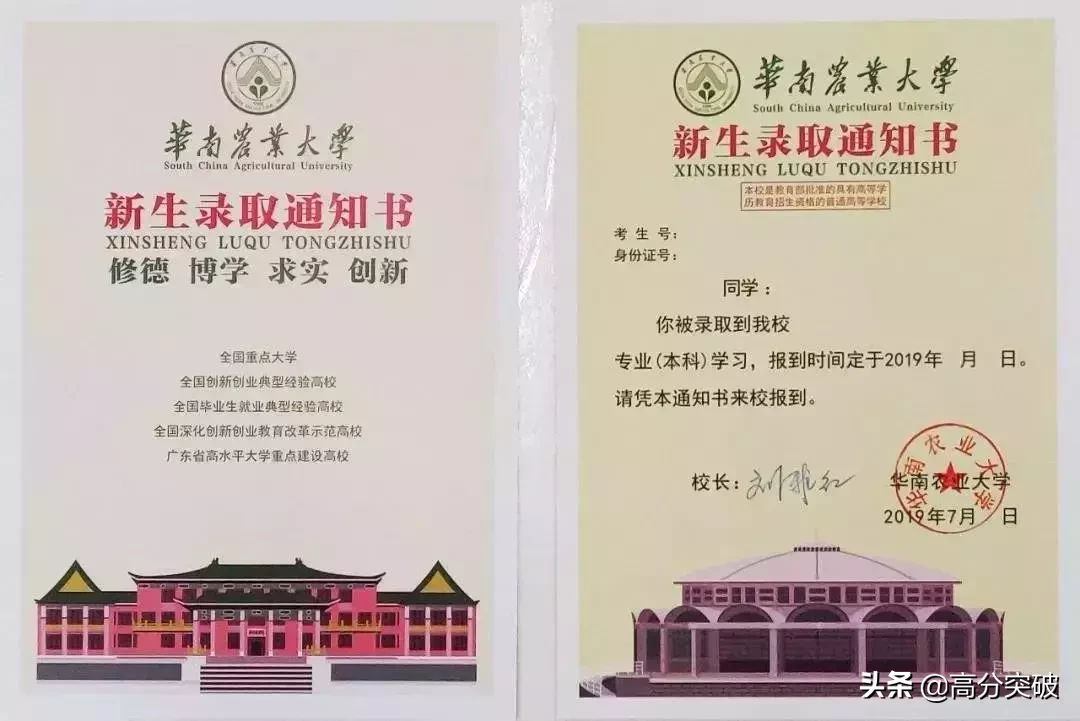 華南農業大學
South China Agricultural University
新生录取通知书
XINSHENG LUQU TONGZHISHU
修德 博学 求实 创新
全国重点大学
全国创新创业典型经验高校
全国毕业生就业典型经验高校
全国深化创新创业教育改革示范高校
广东省高水平大学重点建设高校
華南農業大學
South China Agricultural University
新生录取通知书
XINSHENG LUQU TONGZHISHU
本校是教育部批准的具有高等学
历教育招生资格的普通高等学校
考 生 号：
身份证号：
同学：
你被录取到我校
专业(本科)学习，报到时间定于2019年 月 日。
请凭本通知书来校报到。
校长：刘雅红
华南农业大学
华南农业大学
2019年7月 日
头条 @高分突破